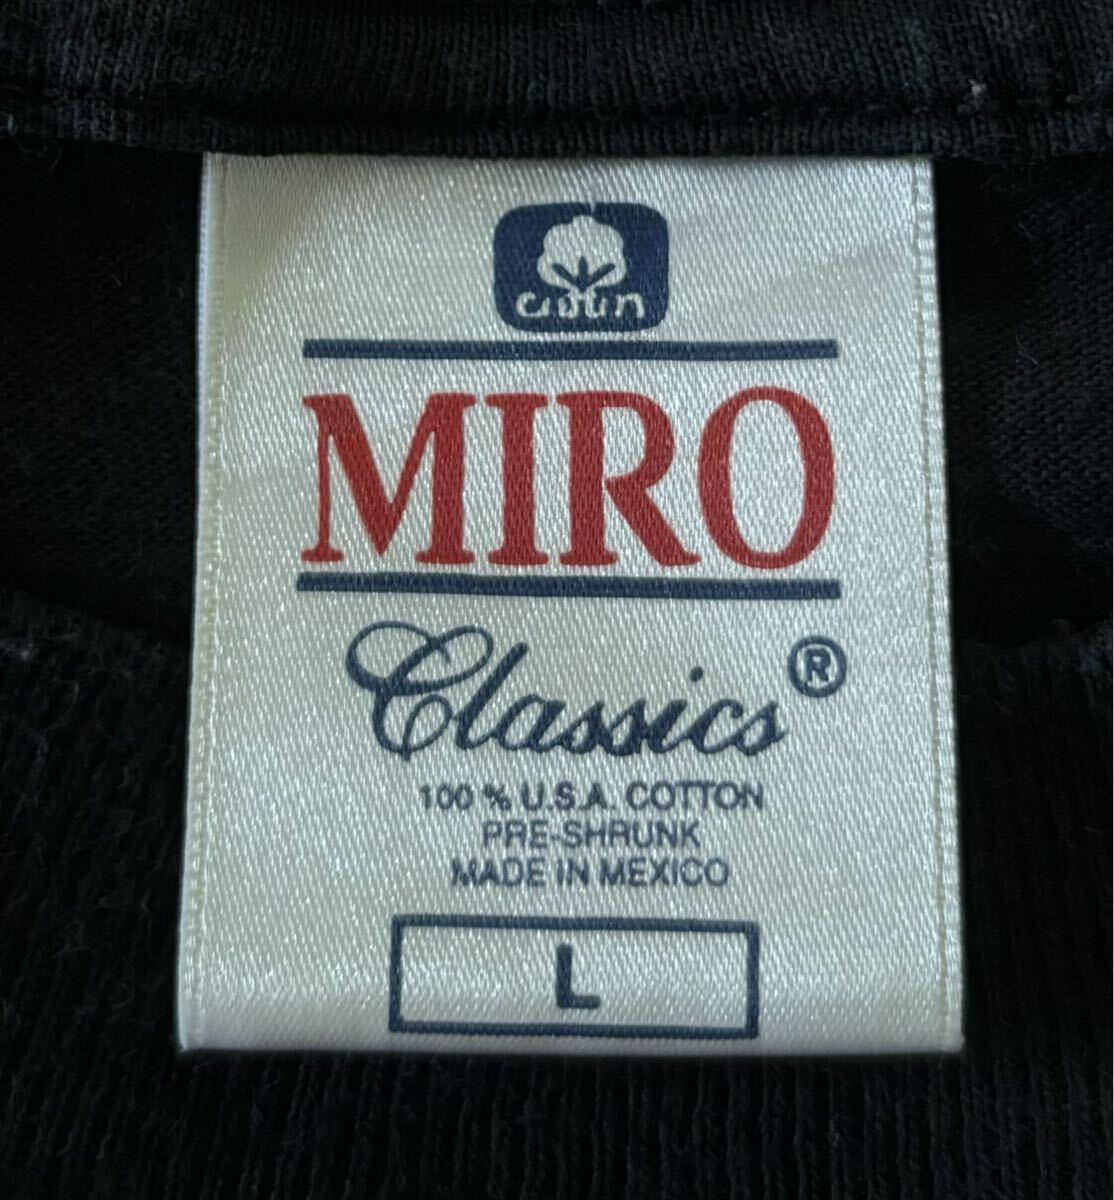 cotton
MIRO
Classics ®
100 % U.S.A. COTTON
PRE-SHRUNK
MADE IN MEXICO
L